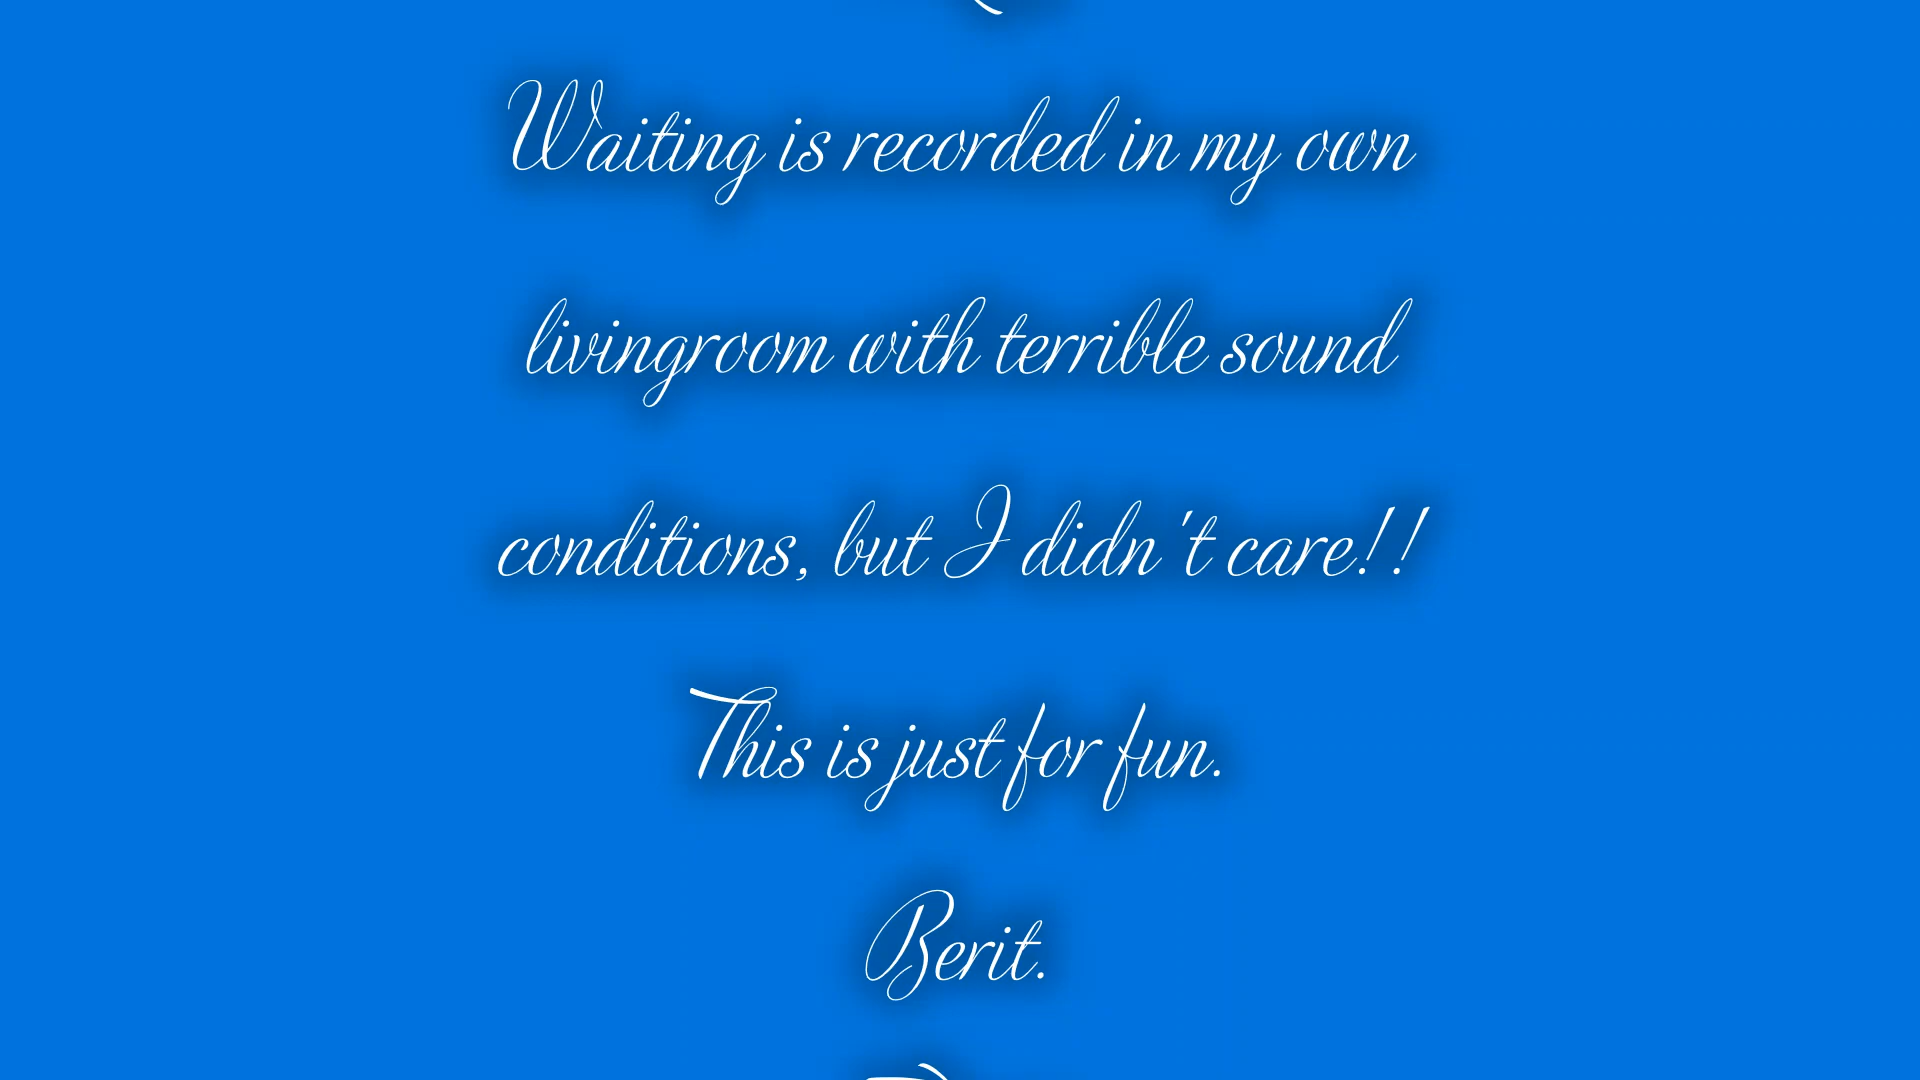 Waiting is recorded in my own
livingroom with terrible sound
conditions, but I didn't care!!
This is just for fun.
Berit.